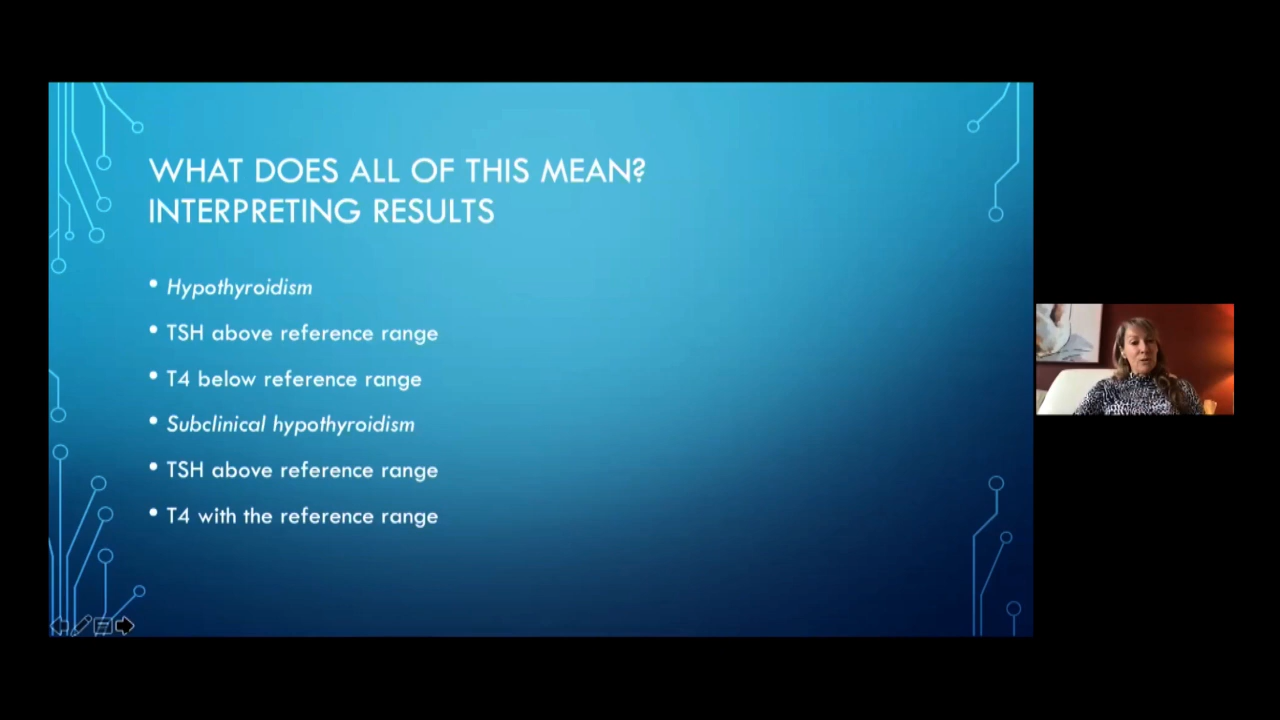 WHAT DOES ALL OF THIS MEAN?
INTERPRETING RESULTS
• Hypothyroidism
• TSH above reference range
• T4 below reference range
• Subclinical hypothyroidism
• TSH above reference range
• T4 with the reference range